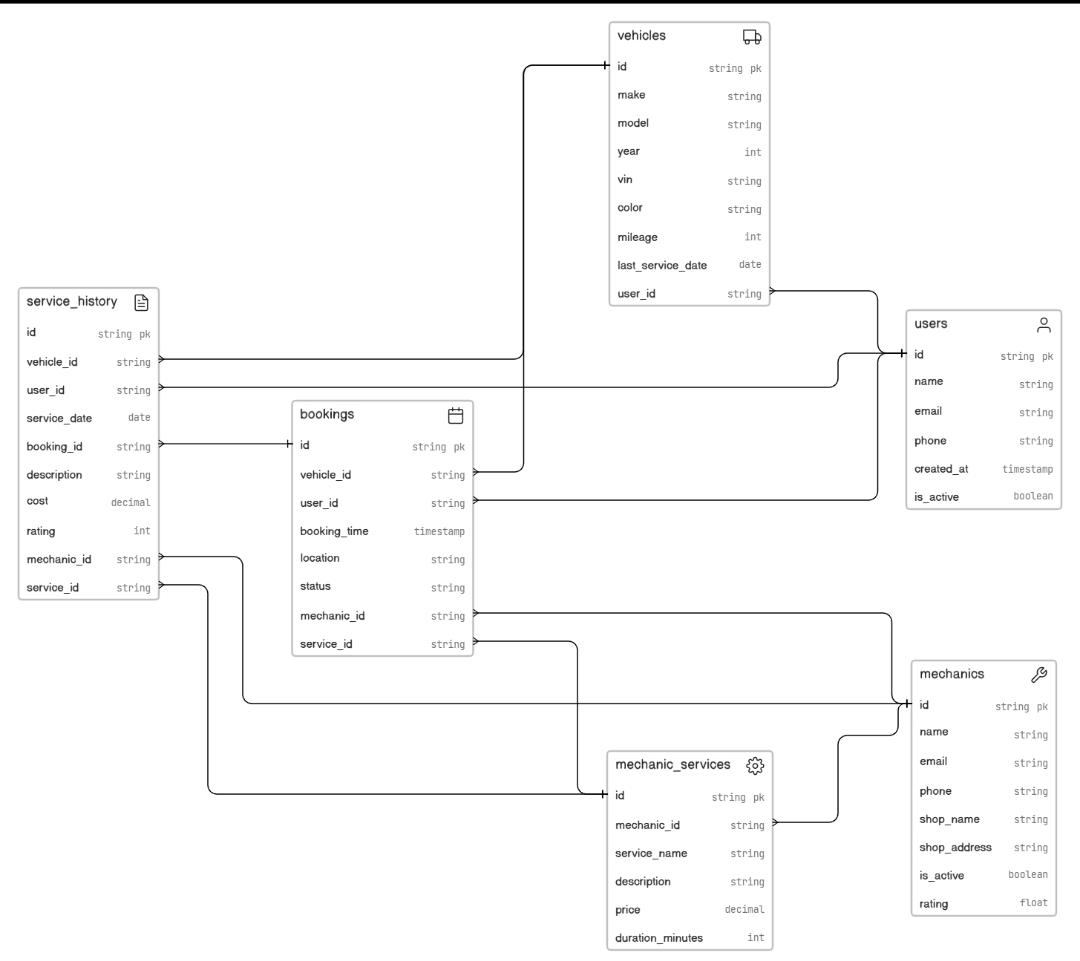 vehicles
id string pk
make string
model string
year int
vin string
color string
mileage int
last_service_date date
user_id string
service_history
id string pk
vehicle_id string
user_id string
service_date date
booking_id string
description string
cost decimal
rating int
mechanic_id string
service_id string
bookings
id string pk
vehicle_id string
user_id string
booking_time timestamp
location string
status string
mechanic_id string
service_id string
users
id string pk
name string
email string
phone string
created_at timestamp
is_active boolean
mechanic_services
id string pk
mechanic_id string
service_name string
description string
price decimal
duration_minutes int
mechanics
id string pk
name string
email string
phone string
shop_name string
shop_address string
is_active boolean
rating float